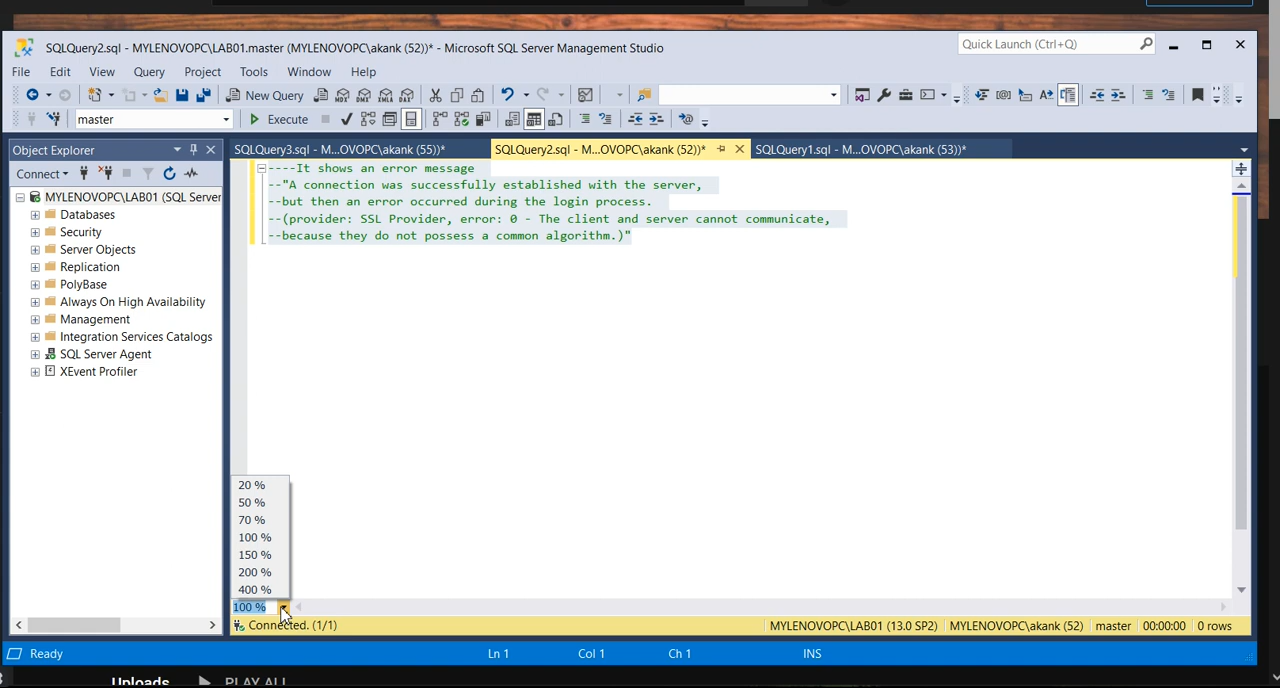 SQLQuery2.sql - MYLENOVOPC\LAB01.master (MYLENOVOPC\akank (52))* - Microsoft SQL Server Management Studio
Quick Launch (Ctrl+Q)
File Edit View Query Project Tools Window Help
New Query
MDX DMX XMLA DAX
master
Execute
Object Explorer
SQLQuery3.sql - M...OVOPC\akank (55))*
SQLQuery2.sql - M...OVOPC\akank (52))*
SQLQuery1.sql - M...OVOPC\akank (53))*
Connect
MYLENOVOPC\LAB01 (SQL Server
Databases
Security
Server Objects
Replication
PolyBase
Always On High Availability
Management
Integration Services Catalogs
SQL Server Agent
XEvent Profiler
----It shows an error message
--"A connection was successfully established with the server,
--but then an error occurred during the login process.
--(provider: SSL Provider, error: 0 - The client and server cannot communicate,
--because they do not possess a common algorithm.)"
20 %
50 %
70 %
100 %
150 %
200 %
400 %
100 %
Connected. (1/1)
MYLENOVOPC\LAB01 (13.0 SP2) MYLENOVOPC\akank (52) master 00:00:00 0 rows
Ready Ln 1 Col 1 Ch 1 INS
Uploads PLAY ALL